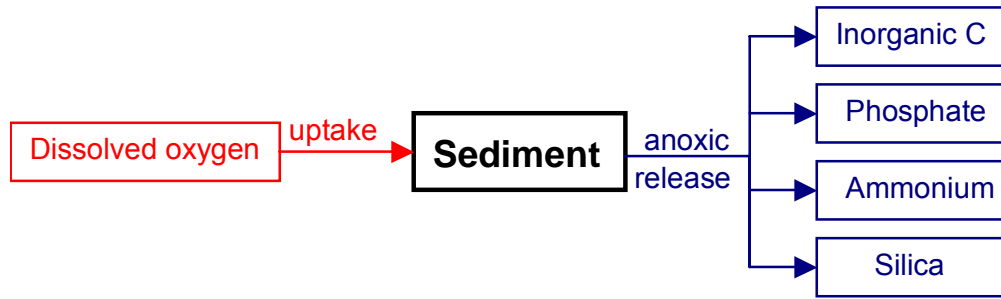 Dissolved oxygen
uptake
Sediment
anoxic
release
Inorganic C
Phosphate
Ammonium
Silica